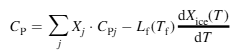 C_P = \sum_j X_j \cdot C_{Pj} - L_f(T_f) \frac{dX_{ice}(T)}{dT}